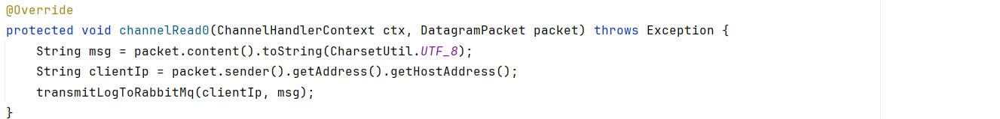 @Override
protected void channelRead0(ChannelHandlerContext ctx, DatagramPacket packet) throws Exception {
    String msg = packet.content().toString(CharsetUtil.UTF_8);
    String clientIp = packet.sender().getAddress().getHostAddress();
    transmitLogToRabbitMq(clientIp, msg);
}